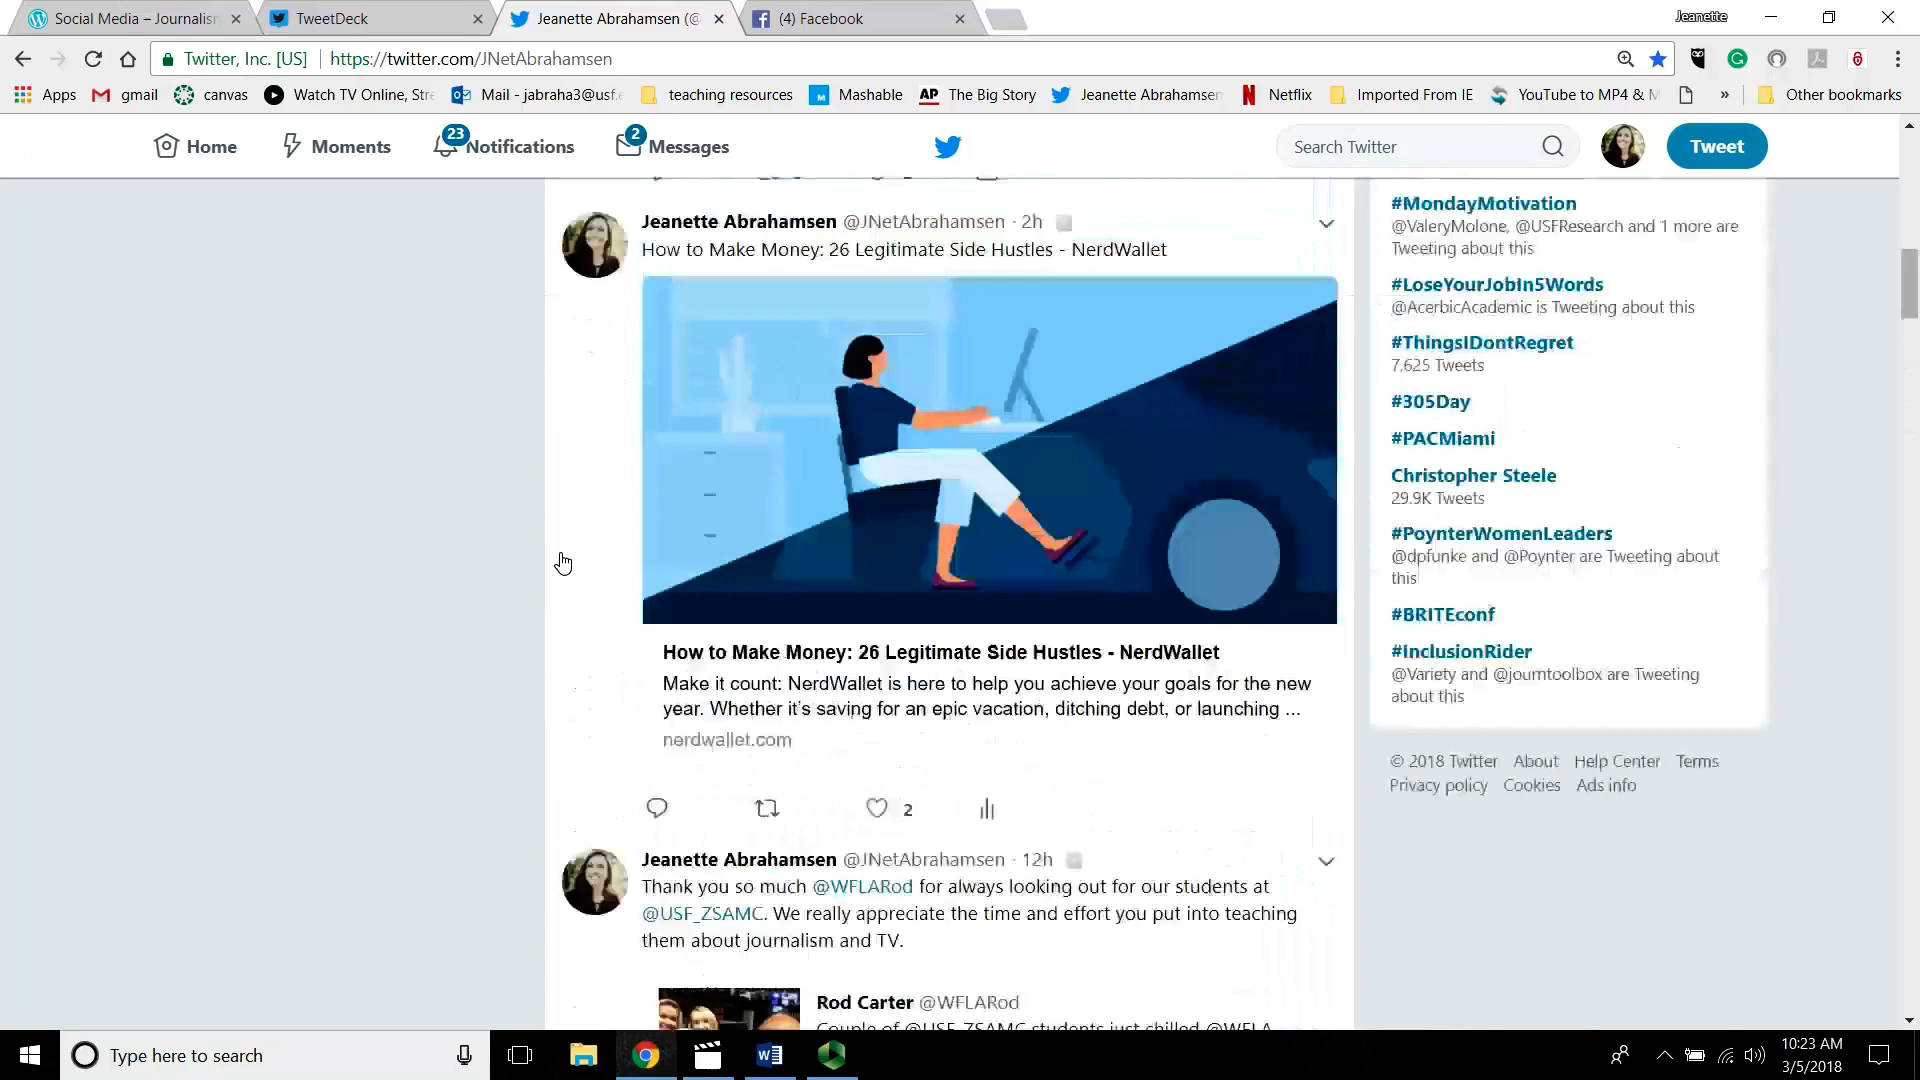 Social Media – Journalism
TweetDeck
Jeanette Abrahamsen (@
(4) Facebook
Jeanette
Twitter, Inc. [US]
https://twitter.com/JNetAbrahamsen
Apps
gmail
canvas
Watch TV Online, Stre
Mail - jabraha3@usf.e
teaching resources
Mashable
AP
The Big Story
Jeanette Abrahamsen
Netflix
Imported From IE
YouTube to MP4 & M
»
Other bookmarks
Home
Moments
23
Notifications
2
Messages
Search Twitter
Tweet
Jeanette Abrahamsen @JNetAbrahamsen · 2h
How to Make Money: 26 Legitimate Side Hustles - NerdWallet
How to Make Money: 26 Legitimate Side Hustles - NerdWallet
Make it count: NerdWallet is here to help you achieve your goals for the new
year. Whether it's saving for an epic vacation, ditching debt, or launching ...
nerdwallet.com
2
Jeanette Abrahamsen @JNetAbrahamsen · 12h
Thank you so much @WFLARod for always looking out for our students at
@USF_ZSAMC. We really appreciate the time and effort you put into teaching
them about journalism and TV.
Rod Carter @WFLARod
Couple of @USF_ZSAMC students just chilled @WFLA
#MondayMotivation
@ValeryMolone, @USFResearch and 1 more are
Tweeting about this
#LoseYourJobIn5Words
@AcerbicAcademic is Tweeting about this
#ThingsIDontRegret
7,625 Tweets
#305Day
#PACMiami
Christopher Steele
29.9K Tweets
#PoynterWomenLeaders
@dpfunke and @Poynter are Tweeting about
this
#BRITEconf
#InclusionRider
@Variety and @journtoolbox are Tweeting
about this
© 2018 Twitter About Help Center Terms
Privacy policy Cookies Ads info
Type here to search
10:23 AM
3/5/2018